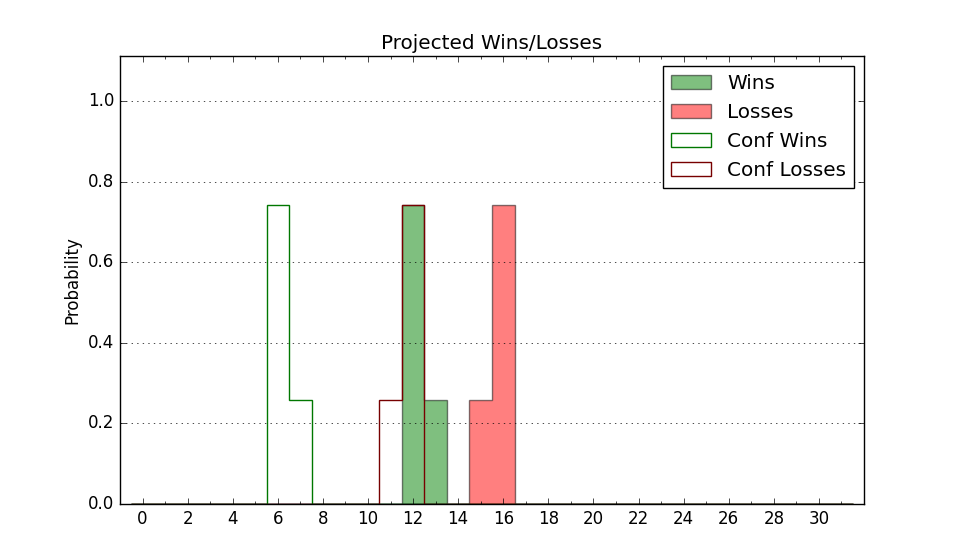 Projected Wins/Losses
Wins
Losses
Conf Wins
Conf Losses
Probability
1.0
0.8
0.6
0.4
0.2
0.0
0 2 4 6 8 10 12 14 16 18 20 22 24 26 28 30